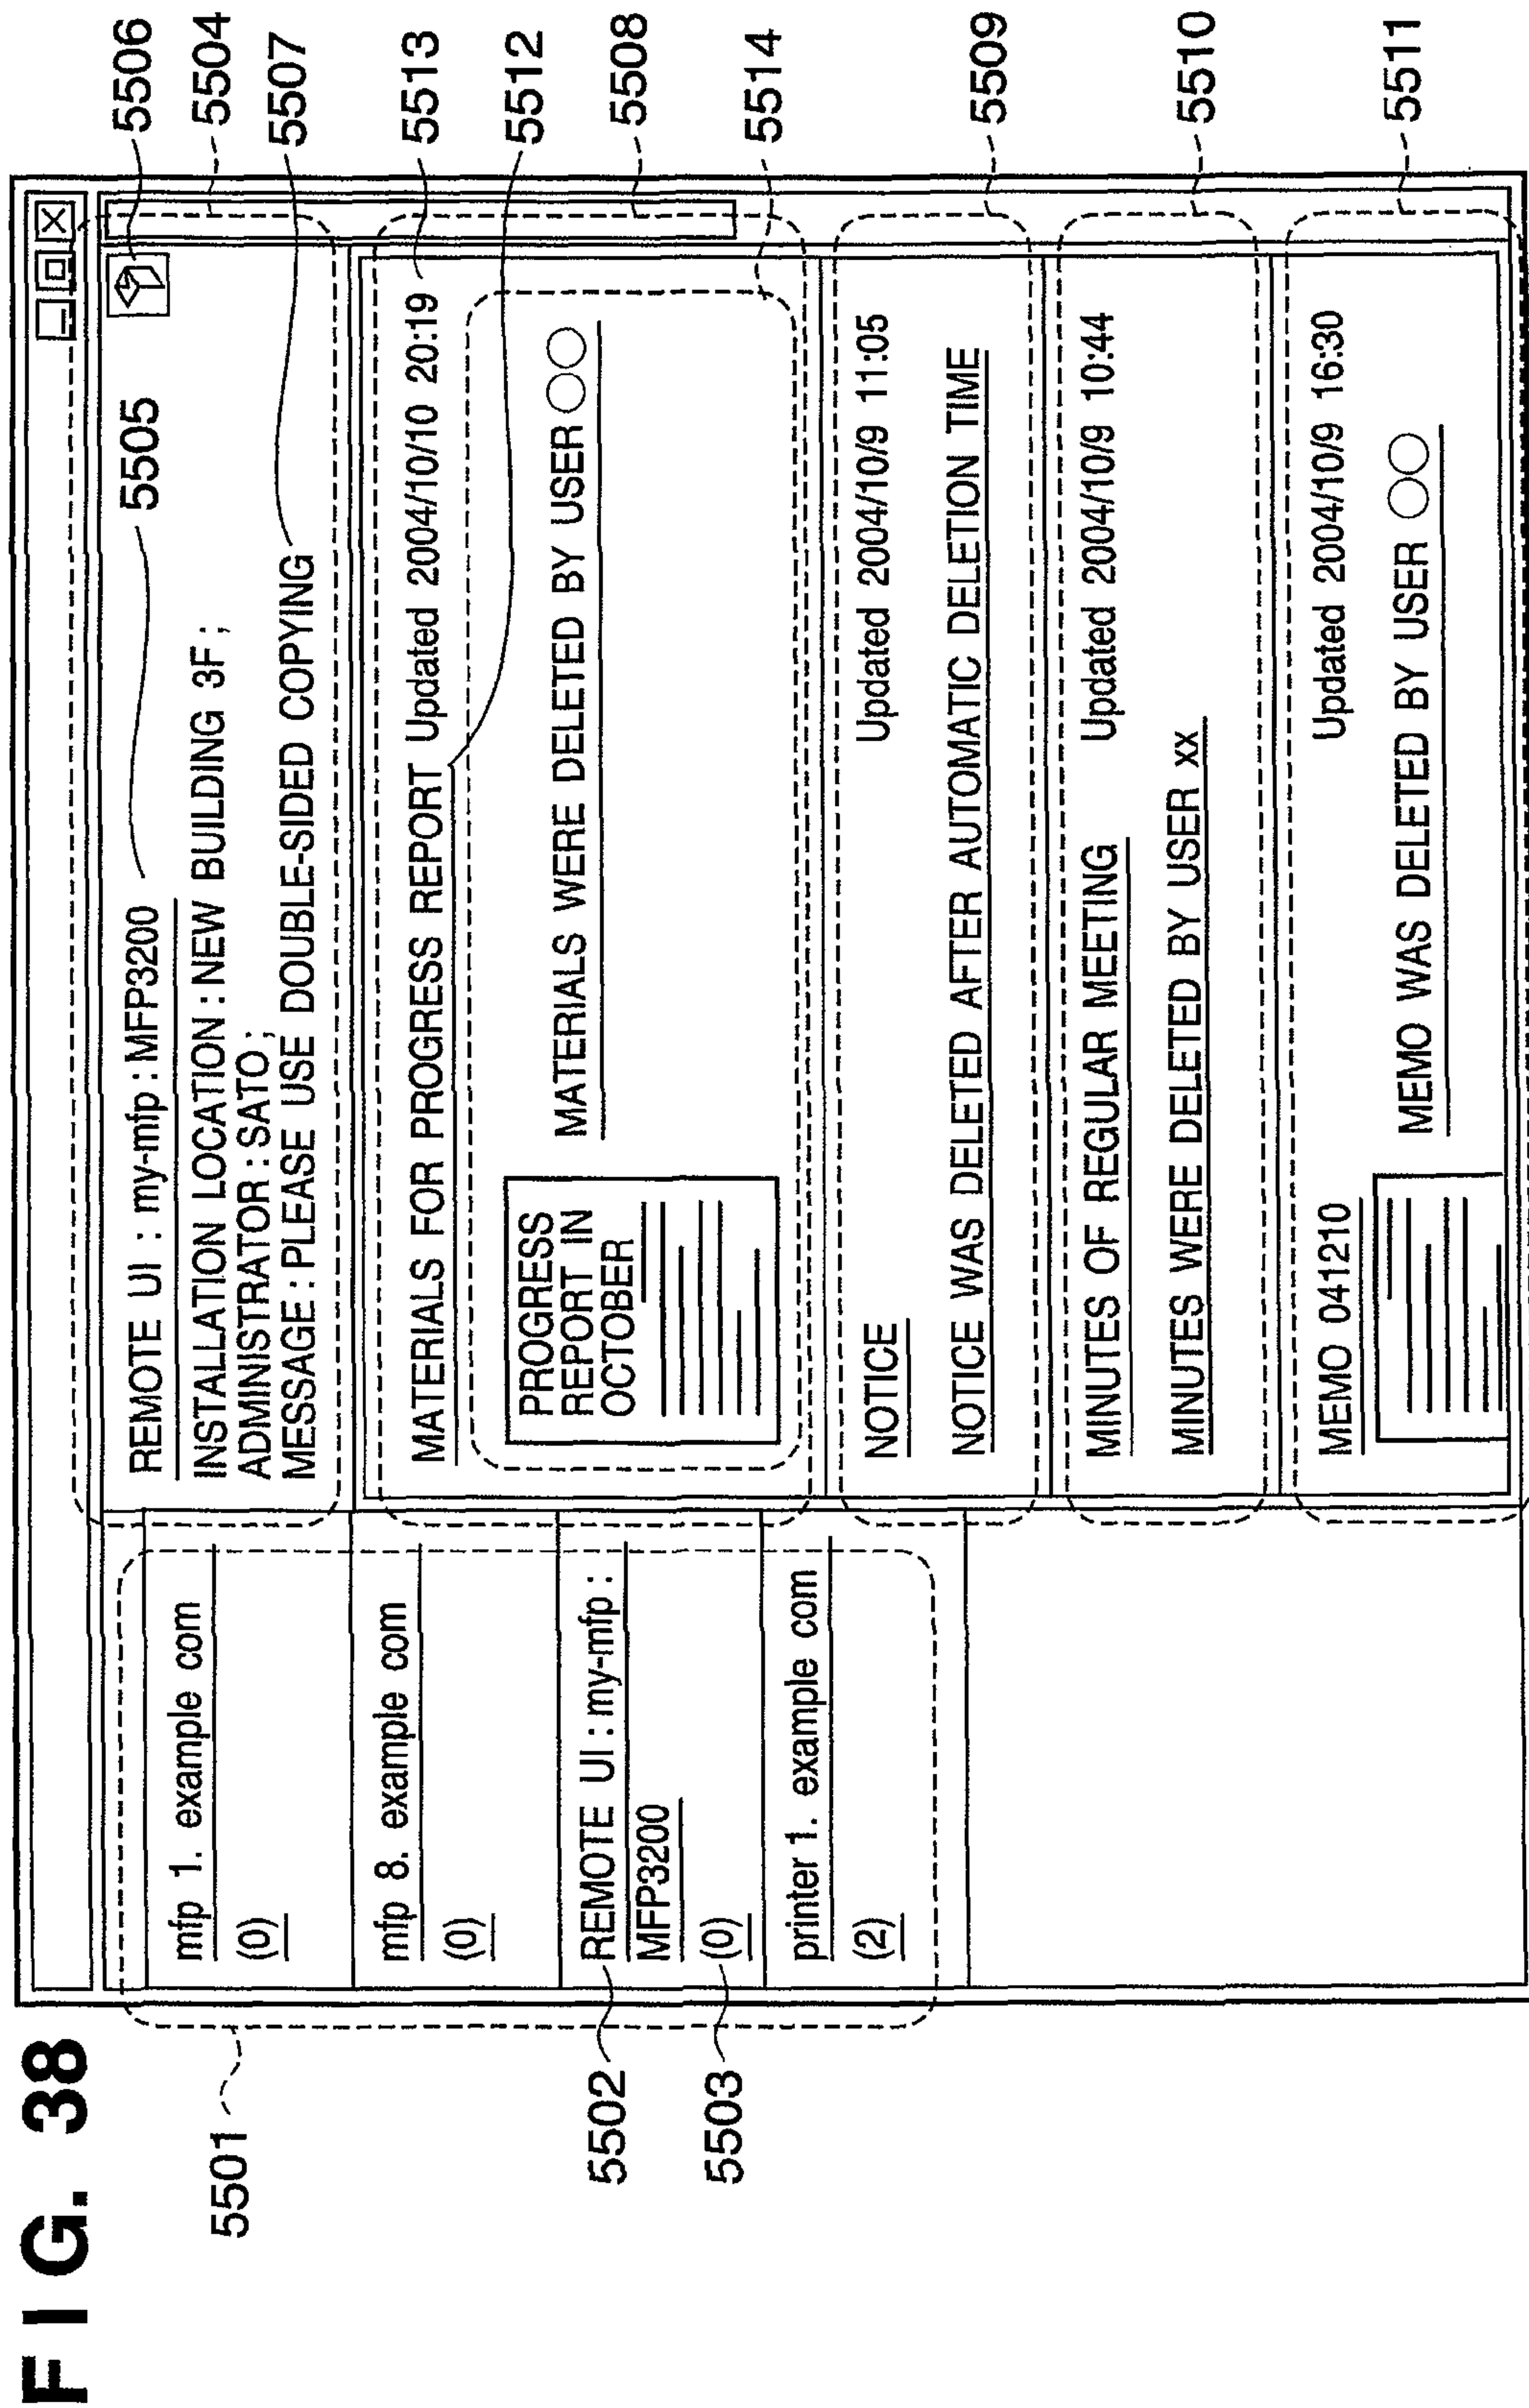 FIG. 38
5501
5502
5503
mfp 1. example com
(0)
mfp 8. example com
(0)
REMOTE UI : my-mfp :
MFP3200
(0)
printer 1. example com
(2)
REMOTE UI : my-mfp : MFP3200
5505
5506
INSTALLATION LOCATION : NEW BUILDING 3F ;
5504
ADMINISTRATOR : SATO ;
MESSAGE : PLEASE USE DOUBLE-SIDED COPYING
5507
MATERIALS FOR PROGRESS REPORT Updated 2004/10/10 20:19
5513
5512
PROGRESS
REPORT IN
OCTOBER
MATERIALS WERE DELETED BY USER ○○
5508
5514
NOTICE Updated 2004/10/9 11:05
NOTICE WAS DELETED AFTER AUTOMATIC DELETION TIME
5509
MINUTES OF REGULAR MEETING Updated 2004/10/9 10:44
MINUTES WERE DELETED BY USER xx
5510
MEMO 041210 Updated 2004/10/9 16:30
MEMO WAS DELETED BY USER ○○
5511